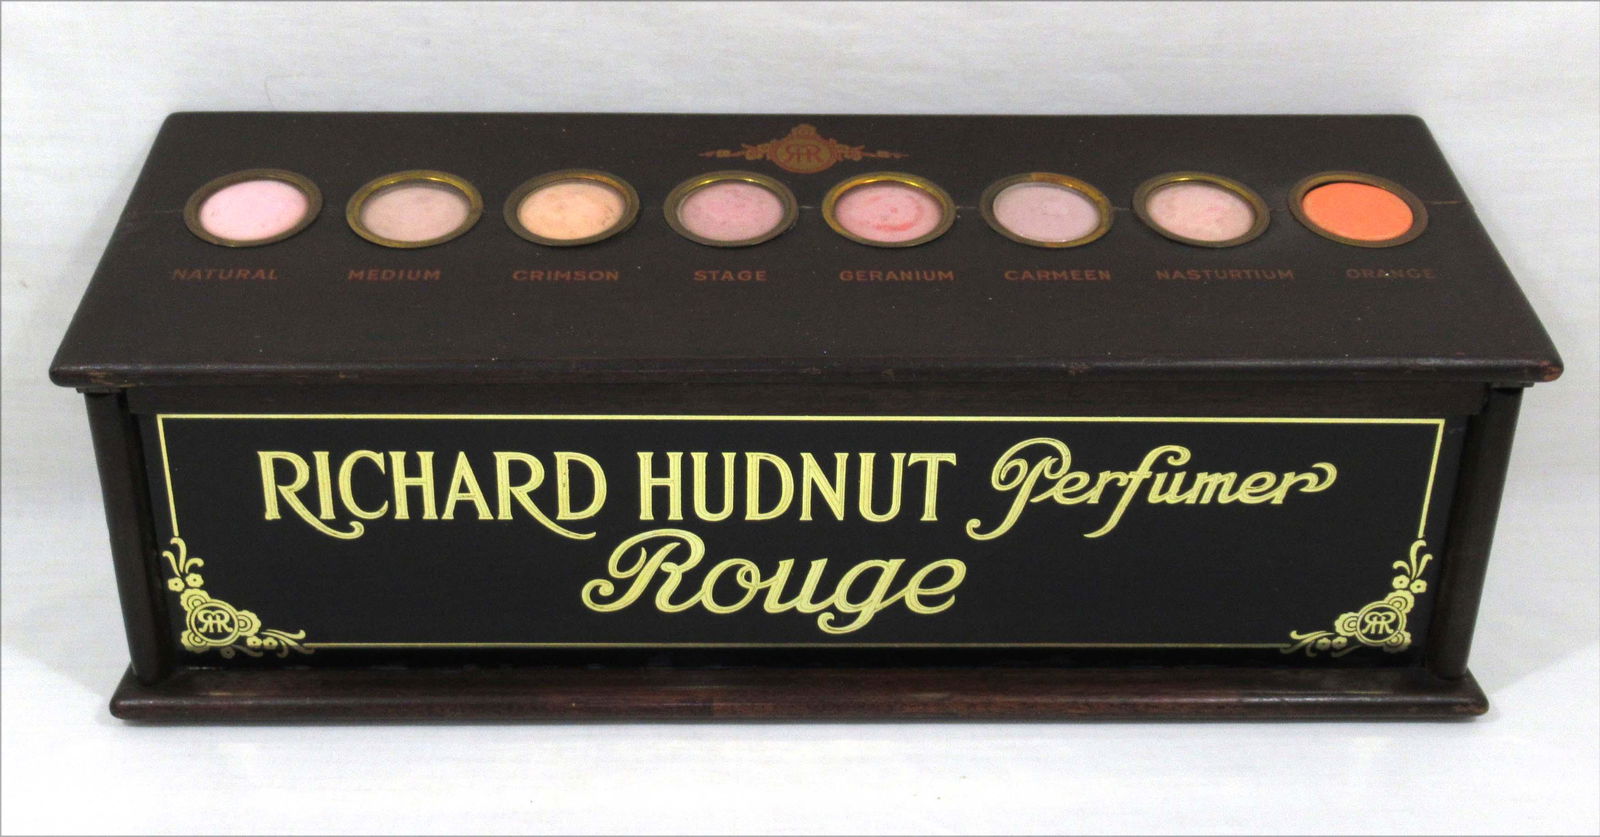 NATURAL MEDIUM CRIMSON STAGE GERANIUM CARMEEN NASTURTIUM ORANGE
RICHARD HUDNUT Perfumer
Rouge